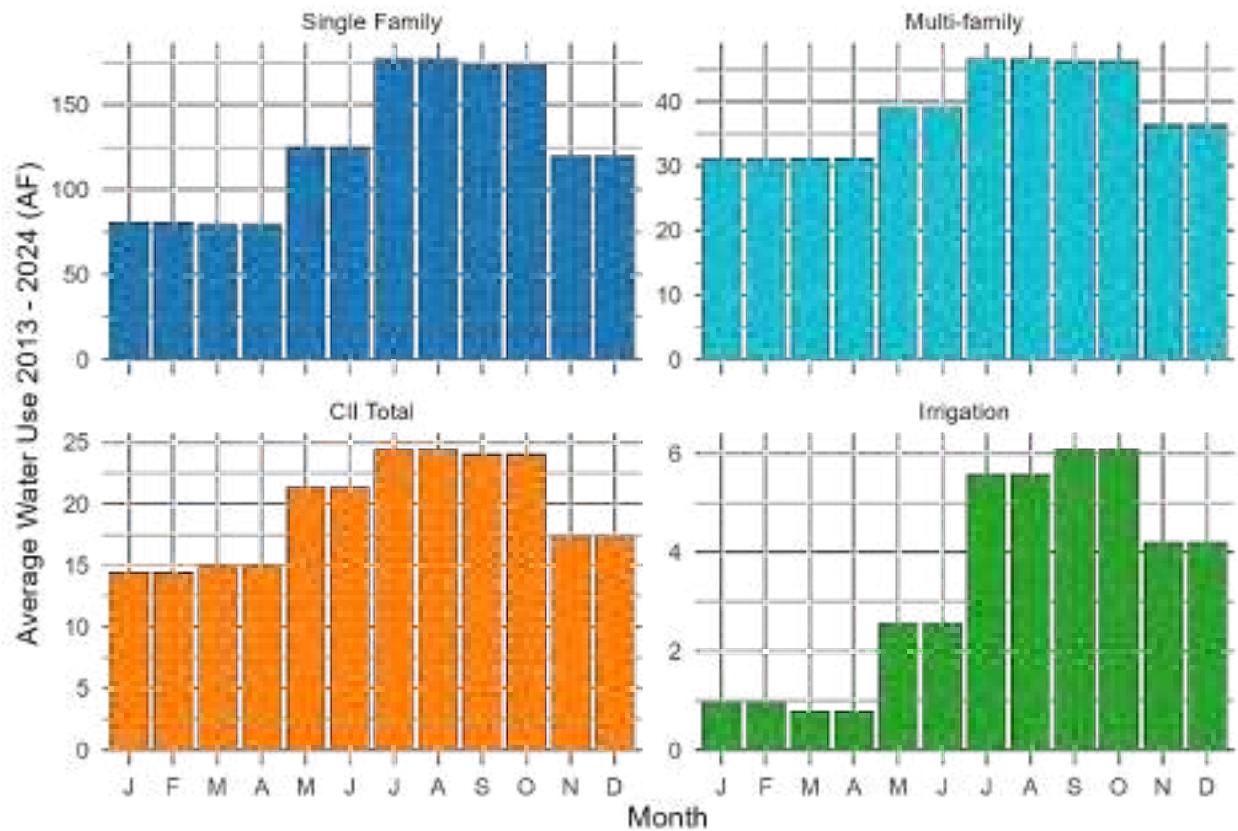 Single Family
Multi-family
Average Water Use 2013 - 2024 (AF)
150
100
50
0
40
30
20
10
0
CII Total
Irrigation
25
20
15
10
5
0
6
4
2
0
J F M A M J J A S O N D
J F M A M J J A S O N D
Month